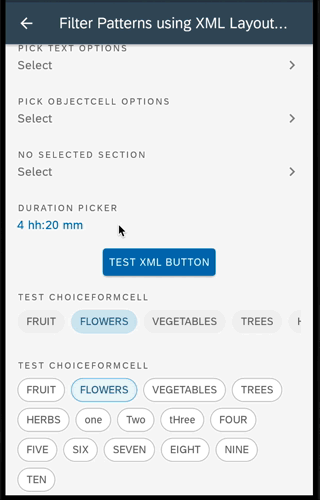 Filter Patterns using XML Layout...
PICK TEXT OPTIONS
Select
PICK OBJECTCELL OPTIONS
Select
NO SELECTED SECTION
Select
DURATION PICKER
4 hh:20 mm
TEST XML BUTTON
TEST CHOICEFORMCELL
FRUIT FLOWERS VEGETABLES TREES H
TEST CHOICEFORMCELL
FRUIT FLOWERS VEGETABLES TREES
HERBS one Two tHree FOUR
FIVE SIX SEVEN EIGHT NINE
TEN